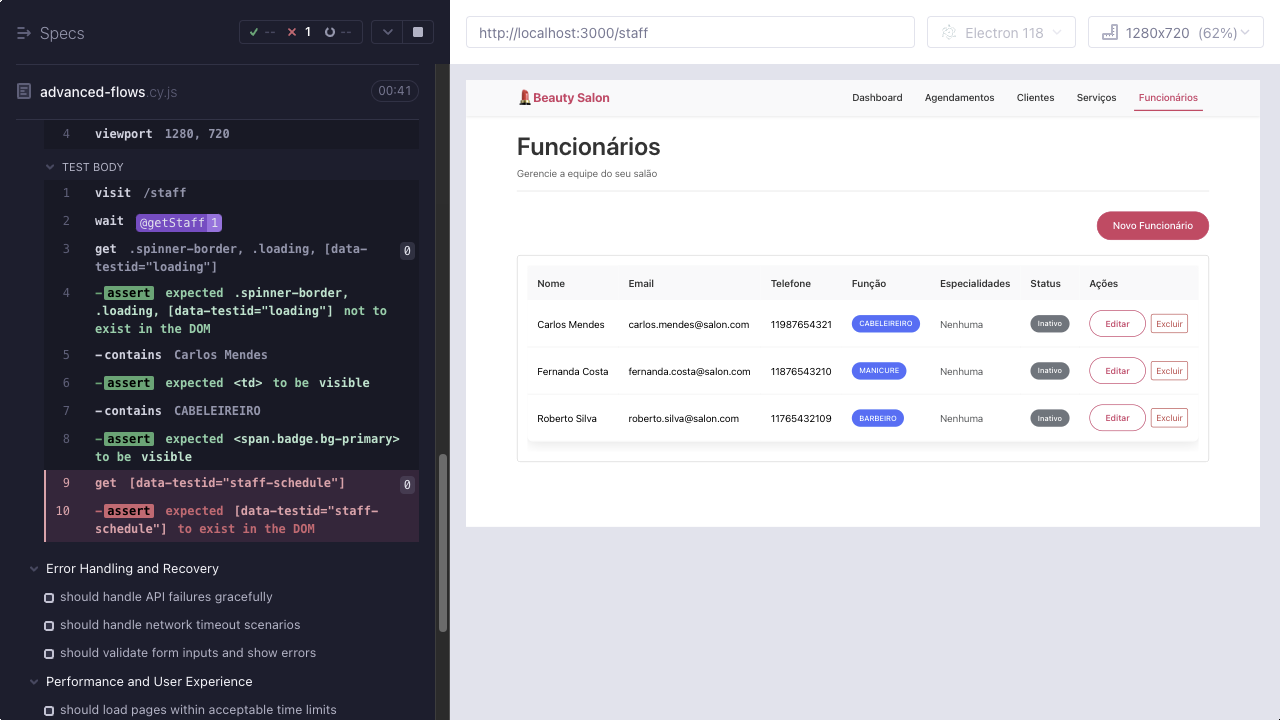 Specs
-- 1 --
advanced-flows.cy.js
00:41
4 viewport 1280, 720
TEST BODY
1 visit /staff
2 wait @getStaff 1
3 get .spinner-border, .loading, [data-
testid="loading"] 0
4 -assert expected .spinner-border,
.loading, [data-testid="loading"] not to
exist in the DOM
5 -contains Carlos Mendes
6 -assert expected <td> to be visible
7 -contains CABELEIREIRO
8 -assert expected <span.badge.bg-primary>
to be visible
9 get [data-testid="staff-schedule"] 0
10 -assert expected [data-testid="staff-
schedule"] to exist in the DOM
Error Handling and Recovery
should handle API failures gracefully
should handle network timeout scenarios
should validate form inputs and show errors
Performance and User Experience
should load pages within acceptable time limits
http://localhost:3000/staff
Electron 118
1280x720 (62%)
Beauty Salon
Dashboard Agendamentos Clientes Serviços Funcionários
Funcionários
Gerencie a equipe do seu salão
Novo Funcionário
Nome Email Telefone Função Especialidades Status Ações
Carlos Mendes carlos.mendes@salon.com 11987654321 CABELEIREIRO Nenhuma Inativo Editar Excluir
Fernanda Costa fernanda.costa@salon.com 11876543210 MANICURE Nenhuma Inativo Editar Excluir
Roberto Silva roberto.silva@salon.com 11765432109 BARBEIRO Nenhuma Inativo Editar Excluir